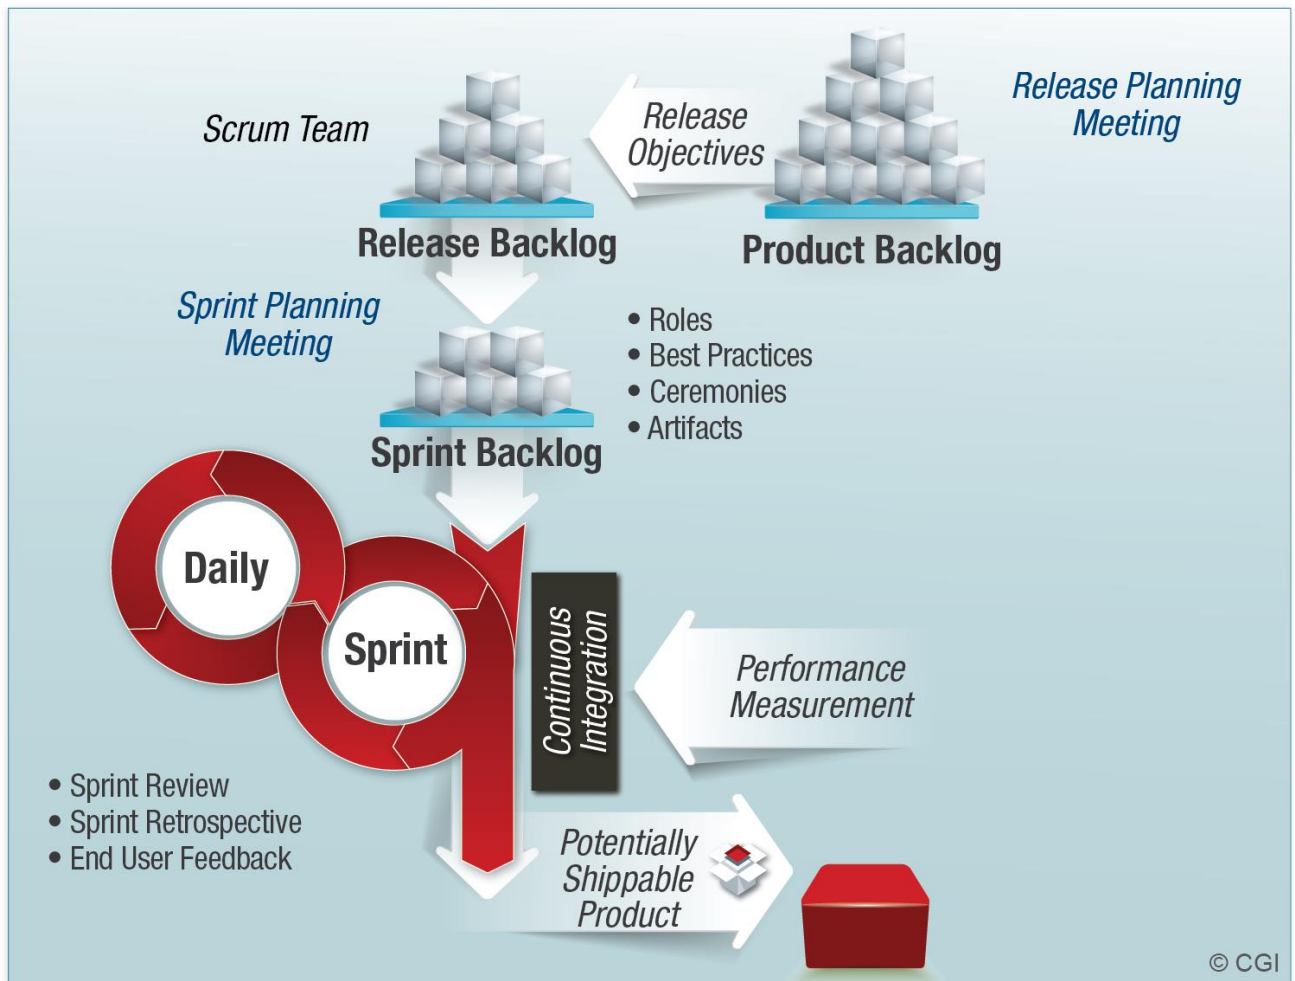 Release Planning
Meeting
Scrum Team
Release
Objectives
Release Backlog
Product Backlog
Sprint Planning
Meeting
• Roles
• Best Practices
• Ceremonies
• Artifacts
Sprint Backlog
Daily
Sprint
Continuous
Integration
Performance
Measurement
• Sprint Review
• Sprint Retrospective
• End User Feedback
Potentially
Shippable
Product
© CGI